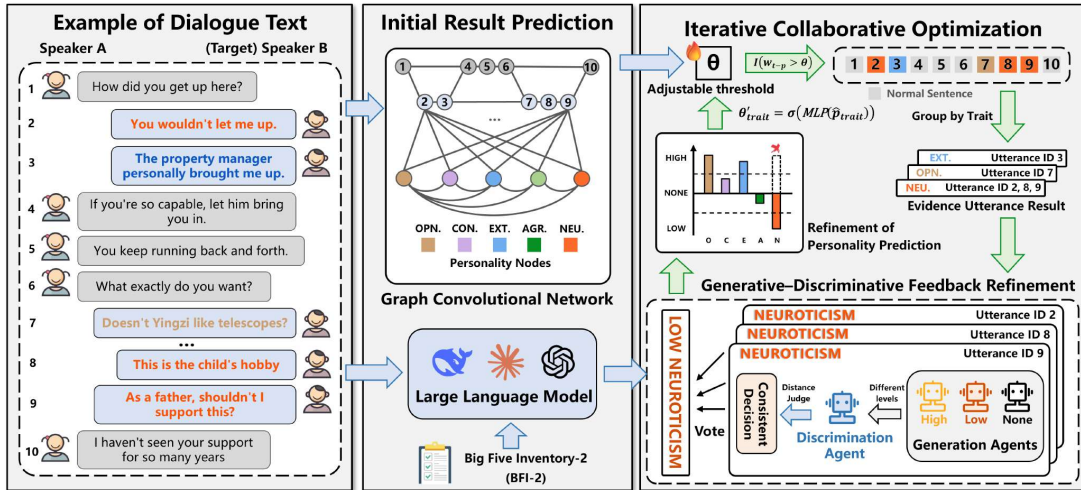 Example of Dialogue Text
Speaker A
(Target) Speaker B
1
How did you get up here?
2
You wouldn't let me up.
3
The property manager
personally brought me up.
4
If you're so capable, let him bring
you in.
5
You keep running back and forth.
6
What exactly do you want?
7
Doesn't Yingzi like telescopes?
...
8
This is the child's hobby
9
As a father, shouldn't I
support this?
10
I haven't seen your support
for so many years
Initial Result Prediction
1 4 5 6 10
2 3 7 8 9
...
OPN. CON. EXT. AGR. NEU.
Personality Nodes
Graph Convolutional Network
Large Language Model
Big Five Inventory-2
(BFI-2)
Iterative Collaborative Optimization
θ
Adjustable threshold
I(w_{t-p} > θ)
1 2 3 4 5 6 7 8 9 10
Normal Sentence
Group by Trait
θ'_{trait} = σ(MLP(p̂_{trait}))
HIGH
NONE
LOW
O C E A N
N
Refinement of
Personality Prediction
EXT. Utterance ID 3
OPN. Utterance ID 7
NEU. Utterance ID 2, 8, 9
Evidence Utterance Result
Generative–Discriminative Feedback Refinement
LOW NEUROTICISM
Vote
NEUROTICISM Utterance ID 2
NEUROTICISM Utterance ID 8
NEUROTICISM Utterance ID 9
Consistent
Decision
Distance
Judge
Discrimination
Agent
Different
levels
High Low None
Generation Agents